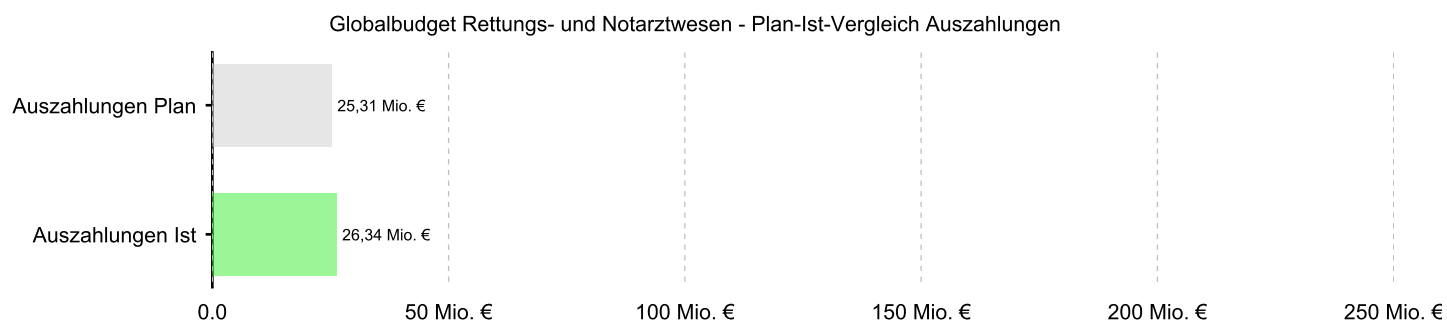 Globalbudget Rettungs- und Notarztwesen - Plan-Ist-Vergleich Auszahlungen
Auszahlungen Plan
25,31 Mio. €
Auszahlungen Ist
26,34 Mio. €
0.0
50 Mio. €
100 Mio. €
150 Mio. €
200 Mio. €
250 Mio. €